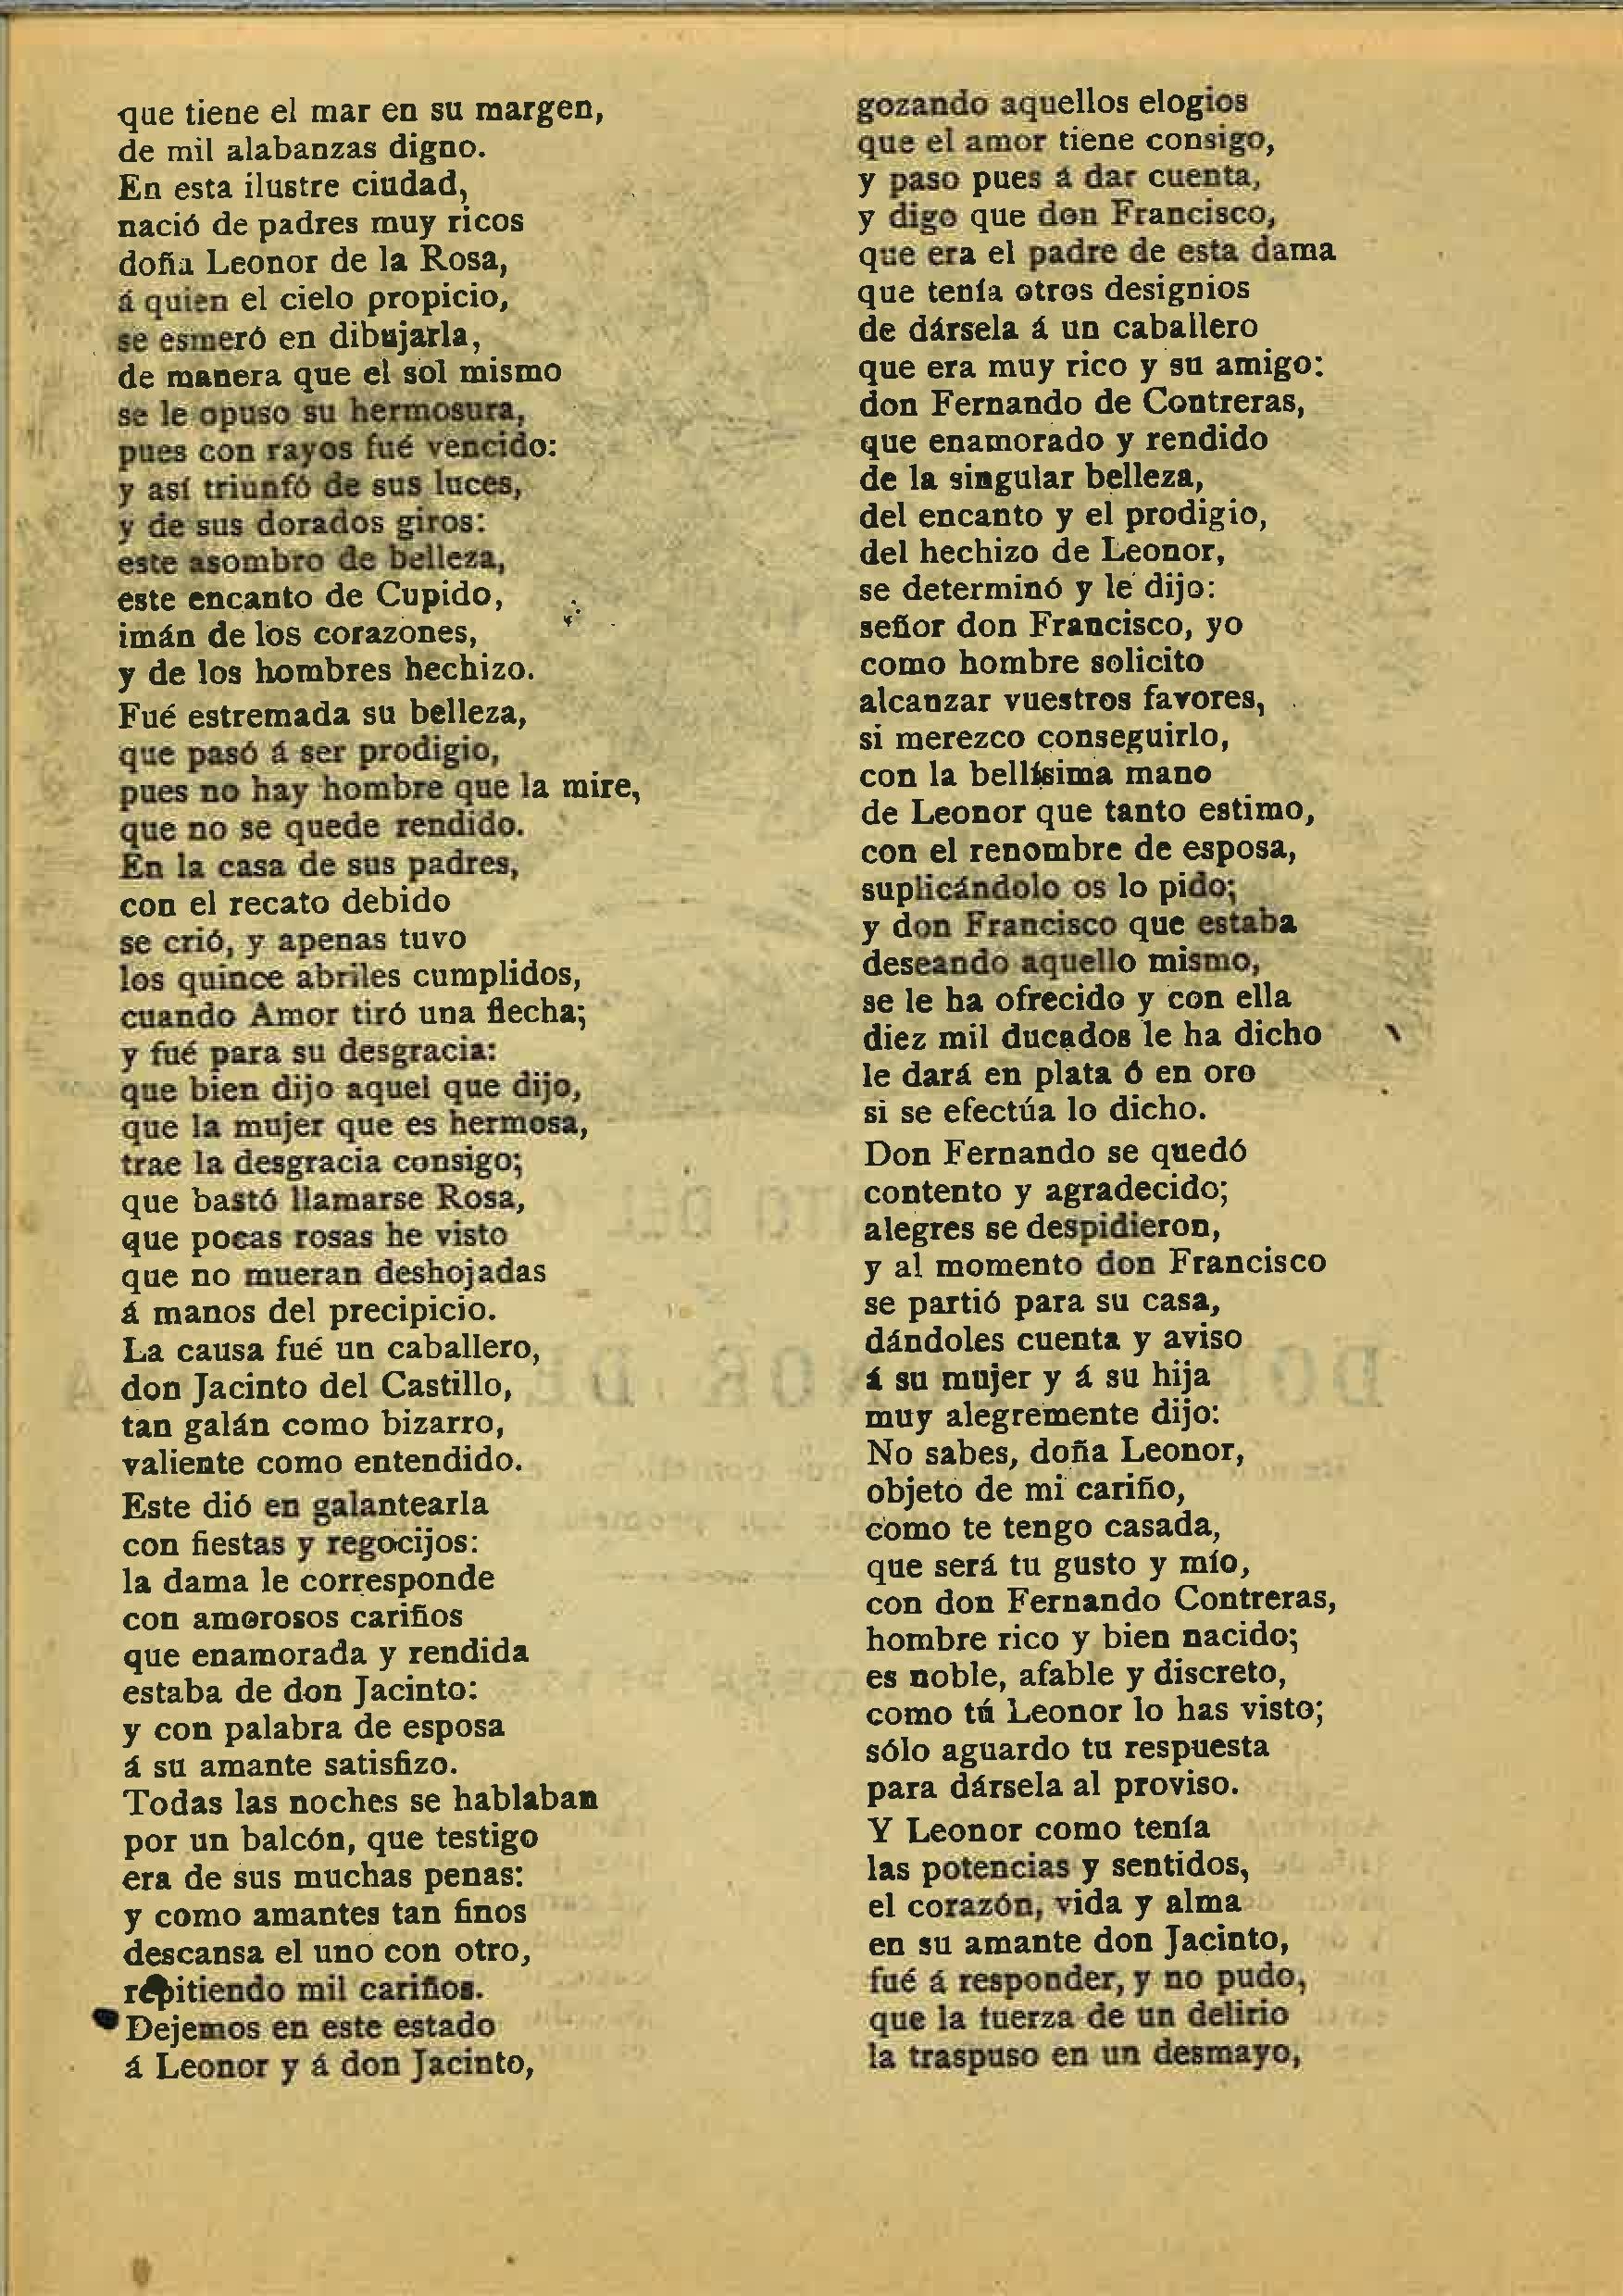 que tiene el mar en su margen,
de mil alabanzas digno.
En esta ilustre ciudad,
nació de padres muy ricos
doña Leonor de la Rosa,
á quien el cielo propicio,
se esmeró en dibujarla,
de manera que el sol mismo
se le opuso su hermosura,
pues con rayos fué vencido:
y así triunfó de sus luces,
y de sus dorados giros:
este asombro de belleza,
este encanto de Cupido,
imán de los corazones,
y de los hombres hechizo.
Fué estremada su belleza,
que pasó á ser prodigio,
pues no hay hombre que la mire,
que no se quede rendido.
En la casa de sus padres,
con el recato debido
se crió, y apenas tuvo
los quince abriles cumplidos,
cuando Amor tiró una flecha;
y fué para su desgracia:
que bien dijo aquel que dijo,
que la mujer que es hermosa,
trae la desgracia consigo;
que bastó llamarse Rosa,
que pocas rosas he visto
que no mueran deshojadas
á manos del precipicio.
La causa fué un caballero,
don Jacinto del Castillo,
tan galán como bizarro,
valiente como entendido.
Este dió en galantearla
con fiestas y regocijos:
la dama le corresponde
con amorosos cariños
que enamorada y rendida
estaba de don Jacinto:
y con palabra de esposa
á su amante satisfizo.
Todas las noches se hablaban
por un balcón, que testigo
era de sus muchas penas:
y como amantes tan finos
descansa el uno con otro,
repitiendo mil cariños.
Dejemos en este estado
á Leonor y á don Jacinto,
gozando aquellos elogios
que el amor tiene consigo,
y paso pues á dar cuenta,
y digo que don Francisco,
que era el padre de esta dama
que tenía otros designios
de dársela á un caballero
que era muy rico y su amigo:
don Fernando de Contreras,
que enamorado y rendido
de la singular belleza,
del encanto y el prodigio,
del hechizo de Leonor,
se determinó y le dijo:
señor don Francisco, yo
como hombre solicito
alcanzar vuestros favores,
si merezco conseguirlo,
con la bellísima mano
de Leonor que tanto estimo,
con el renombre de esposa,
suplicándolo os lo pido;
y don Francisco que estaba
deseando aquello mismo,
se le ha ofrecido y con ella
diez mil ducados le ha dicho
le dará en plata ó en oro
si se efectúa lo dicho.
Don Fernando se quedó
contento y agradecido;
alegres se despidieron,
y al momento don Francisco
se partió para su casa,
dándoles cuenta y aviso
á su mujer y á su hija
muy alegremente dijo:
No sabes, doña Leonor,
objeto de mi cariño,
como te tengo casada,
que será tu gusto y mío,
con don Fernando Contreras,
hombre rico y bien nacido;
es noble, afable y discreto,
como tú Leonor lo has visto;
sólo aguardo tu respuesta
para dársela al proviso.
Y Leonor como tenía
las potencias y sentidos,
el corazón, vida y alma
en su amante don Jacinto,
fué á responder, y no pudo,
que la fuerza de un delirio
la traspuso en un desmayo,